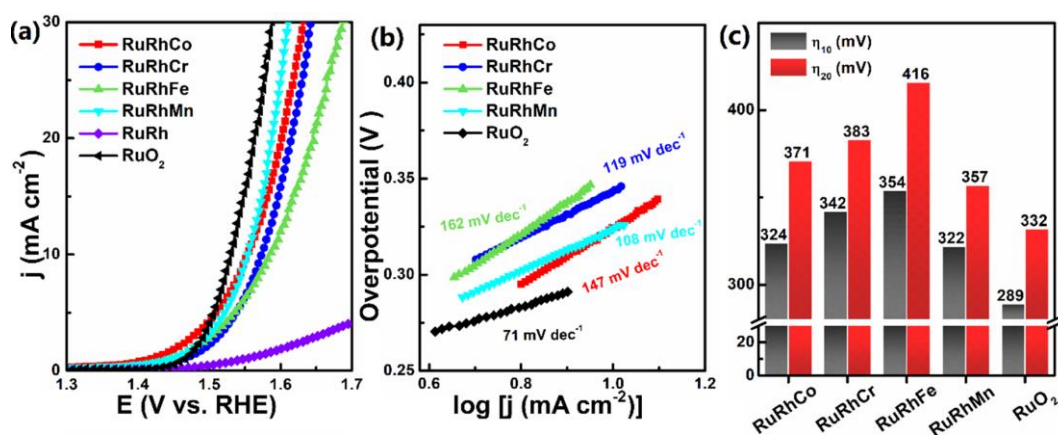 (a)
30
20
10
0
j (mA cm⁻²)
RuRhCo
RuRhCr
RuRhFe
RuRhMn
RuRh
RuO₂
1.3 1.4 1.5 1.6 1.7
E (V vs. RHE)
(b)
0.40
0.35
0.30
0.25
Overpotential (V)
RuRhCo
RuRhCr
RuRhFe
RuRhMn
RuO₂
119 mV dec⁻¹
162 mV dec⁻¹
108 mV dec⁻¹
147 mV dec⁻¹
71 mV dec⁻¹
0.6 0.8 1.0 1.2
log [j (mA cm⁻²)]
(c)
η₁₀ (mV)
η₂₀ (mV)
400
300
20
0
324 371
342 383
354 416
322 357
289 332
RuRhCo RuRhCr RuRhFe RuRhMn RuO₂